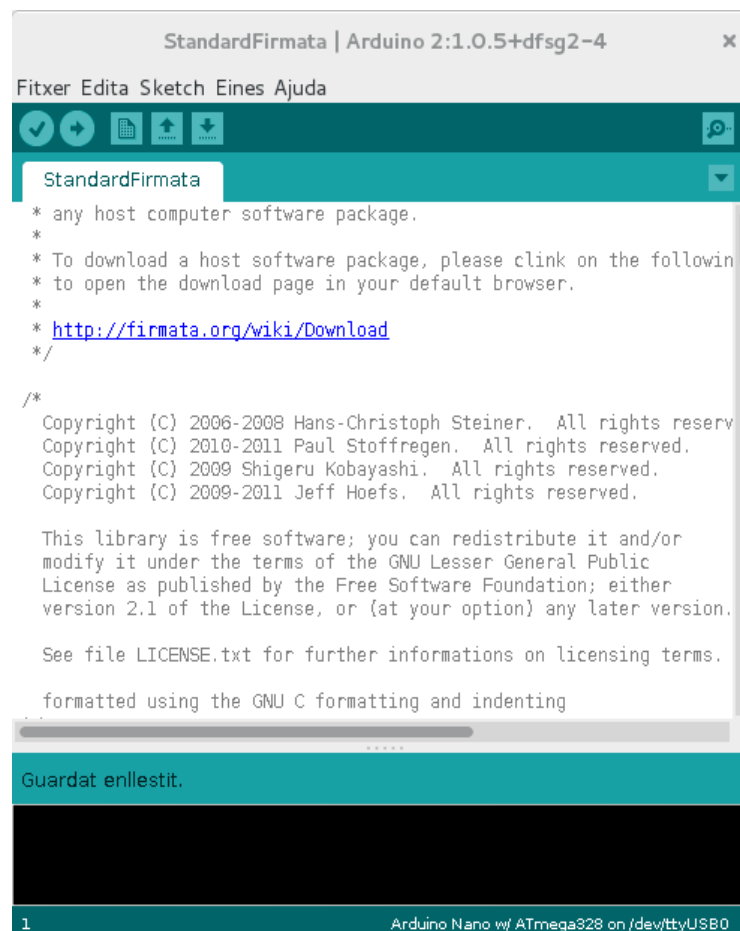 StandardFirmata | Arduino 2:1.0.5+dfsg2-4
Fitxer Edita Sketch Eines Ajuda
StandardFirmata
* any host computer software package.
*
* To download a host software package, please clink on the followin
* to open the download page in your default browser.
*
* http://firmata.org/wiki/Download
*/
/*
Copyright (C) 2006-2008 Hans-Christoph Steiner.  All rights reserv
Copyright (C) 2010-2011 Paul Stoffregen.  All rights reserved.
Copyright (C) 2009 Shigeru Kobayashi.  All rights reserved.
Copyright (C) 2009-2011 Jeff Hoefs.  All rights reserved.
This library is free software; you can redistribute it and/or
modify it under the terms of the GNU Lesser General Public
License as published by the Free Software Foundation; either
version 2.1 of the License, or (at your option) any later version.
See file LICENSE.txt for further informations on licensing terms.
formatted using the GNU C formatting and indenting
Guardat enllestit.
1
Arduino Nano w/ ATmega328 on /dev/ttyUSB0